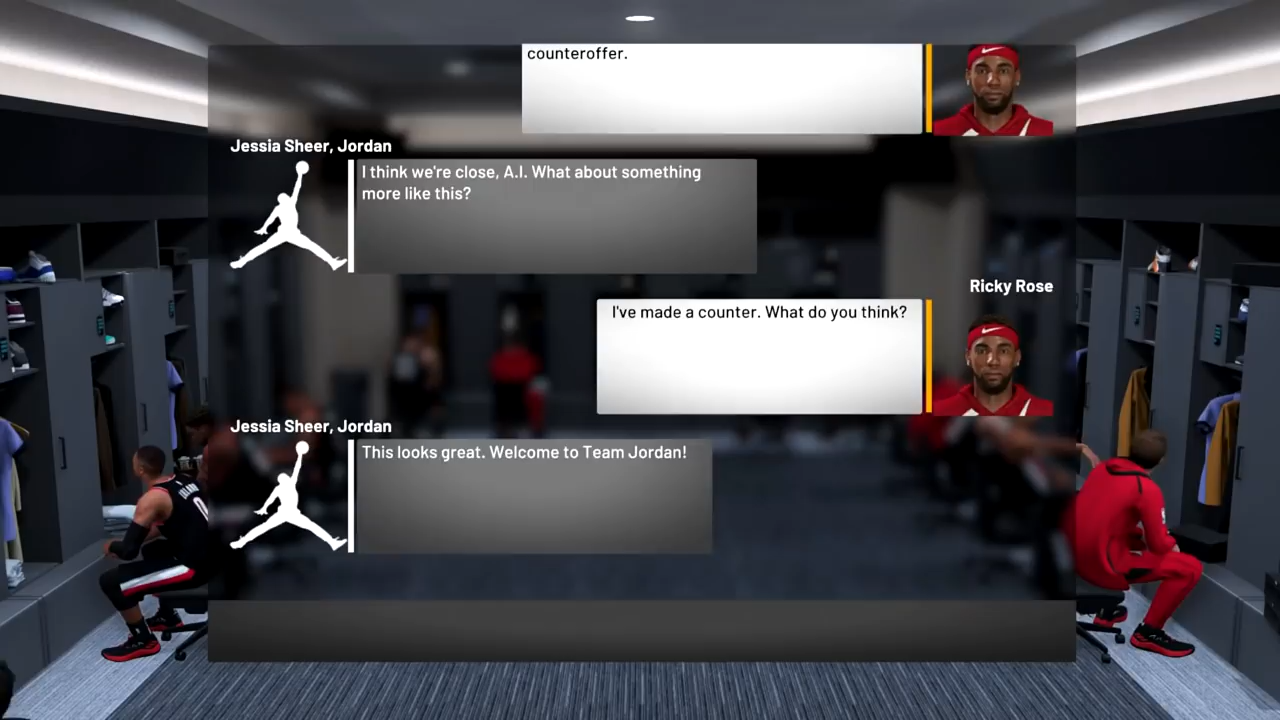 counteroffer.
Jessia Sheer, Jordan
I think we're close, A.I. What about something
more like this?
Ricky Rose
I've made a counter. What do you think?
Jessia Sheer, Jordan
This looks great. Welcome to Team Jordan!